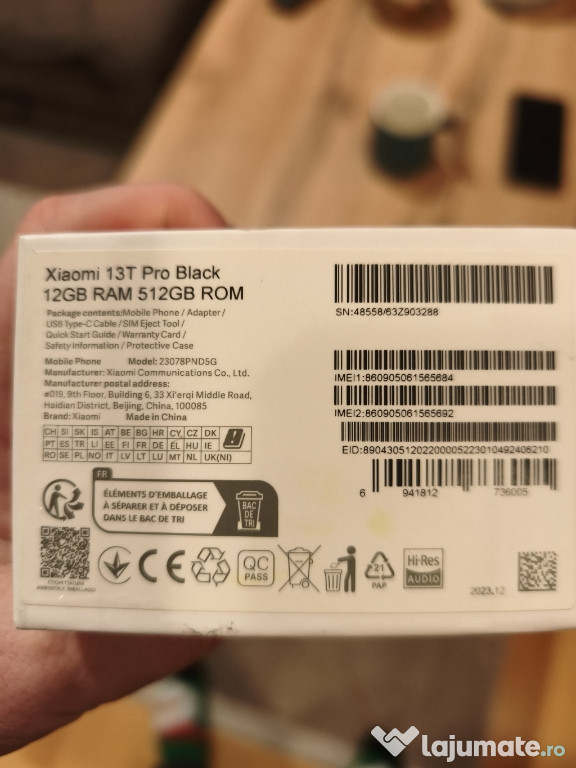 Xiaomi 13T Pro Black
12GB RAM 512GB ROM
Package contents:Mobile Phone / Adapter /
USB Type-C Cable / SIM Eject Tool /
Quick Start Guide / Warranty Card /
Safety Information / Protective Case
Mobile Phone Model: 23078PND5G
Manufacturer: Xiaomi Communications Co., Ltd.
Manufacturer postal address:
#019, 9th Floor, Building 6, 33 Xi'erqi Middle Road,
Haidian District, Beijing, China, 100085
Brand: Xiaomi Made in China
CH SI SK IS AT BE BG HR CY CZ DK
PT ES TR LI EE FI FR DE EL HU IE
RO SE PL NO IT LV LT LU MT NL UK(NI)
SN:48558/63Z903288
IMEI1:860905061565684
IMEI2:860905061565692
EID:89043051202200005223010492406210
6 941812 736005
FR
ÉLÉMENTS D'EMBALLAGE
À SÉPARER ET À DÉPOSER
DANS LE BAC DE TRI
BAC
DE
TRI
CE
QC
PASS
21
PAP
Hi-Res
AUDIO
2023.12
lajumate.ro